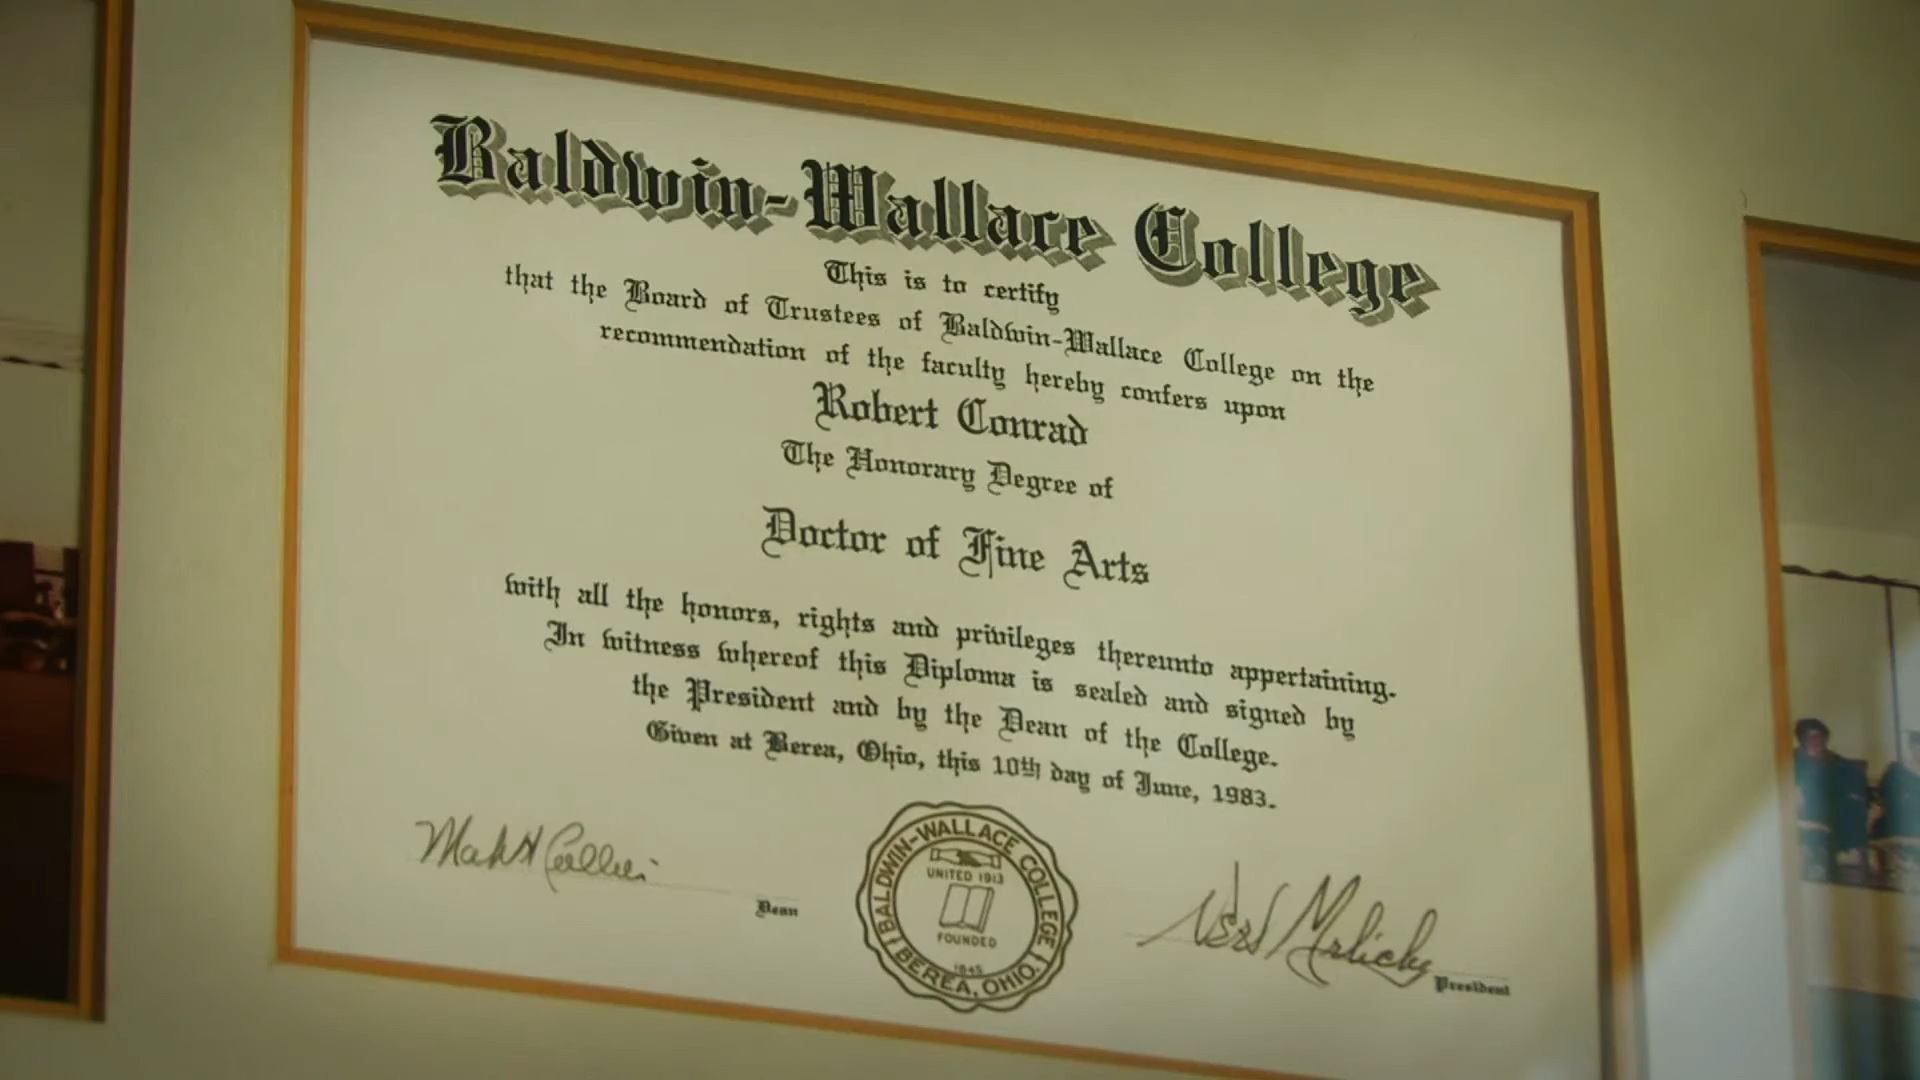 Baldwin-Wallace College
This is to certify
that the Board of Trustees of Baldwin-Wallace College on the
recommendation of the faculty hereby confers upon
Robert Conrad
The Honorary Degree of
Doctor of Fine Arts
with all the honors, rights and privileges thereunto appertaining.
In witness whereof this Diploma is sealed and signed by
the President and by the Dean of the College.
Given at Berea, Ohio, this 10th day of June, 1983.
Dean
BALDWIN-WALLACE COLLEGE
UNITED 1913
FOUNDED
1845
BEREA, OHIO.
President